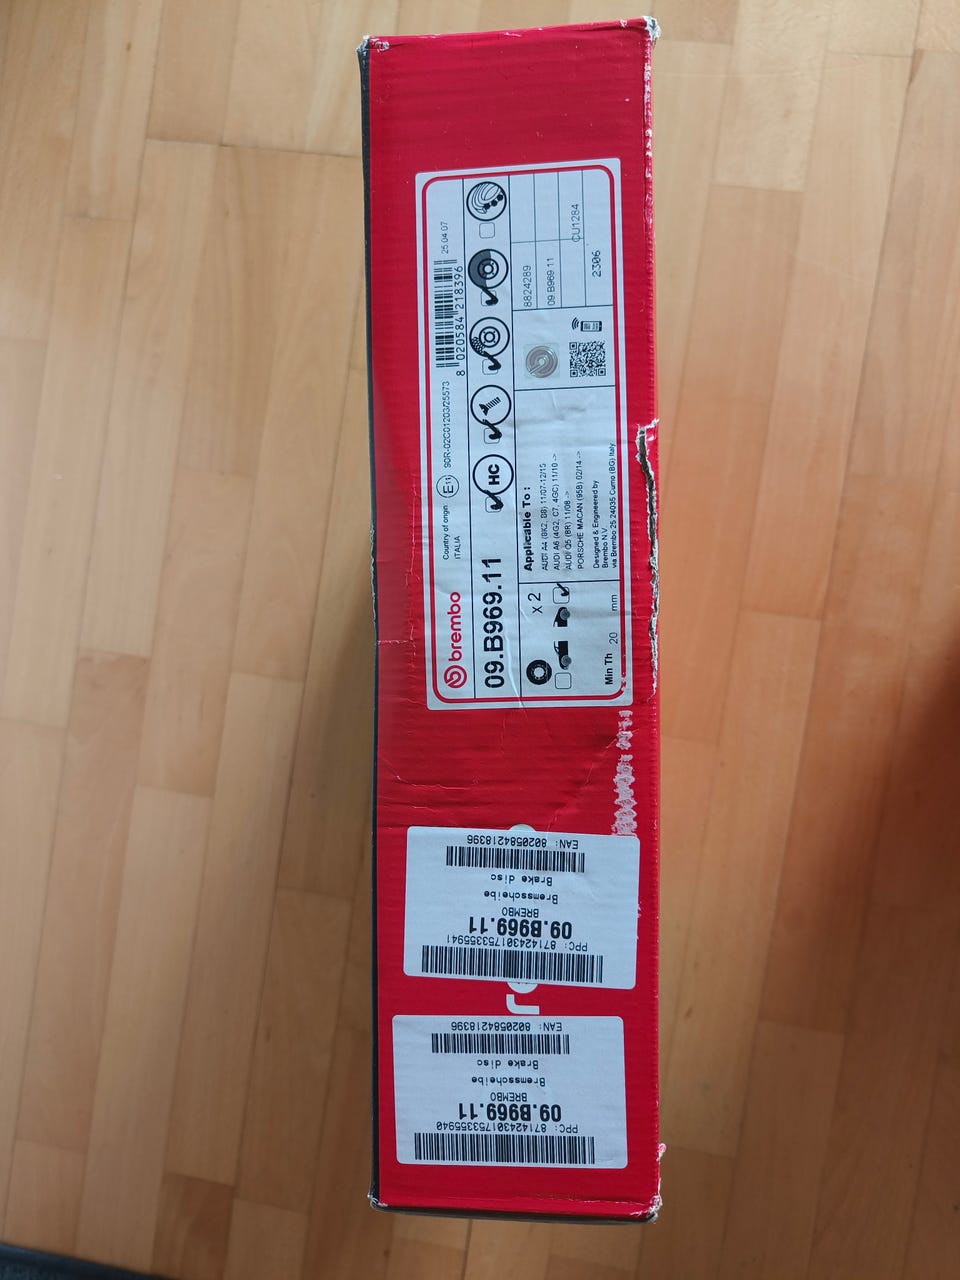 brembo
Country of origin
ITALIA
E11 90R-02C01203/25573
8 020584 218396
25 04 07
09.B969.11
HC
x 2
Min Th 20 mm
Applicable To :
AUDI A4 (8K2, B8) 11/07-12/15
AUDI A6 (4G2, C7, 4GC) 11/10 ->
AUDI Q5 (8R) 11/08 ->
PORSCHE MACAN (95B) 02/14 ->
Designed & Engineered by
Brembo N.V.
via Brembo 25 24035 Curno (BG) Italy
8824289
09.B969.11
CU1284
2306
PPC: 8714243017533555941
09.B969.11
BREMBO
Bremsscheibe
Brake disc
EAN: 8020584218396
PPC: 8714243017533555940
09.B969.11
BREMBO
Bremsscheibe
Brake disc
EAN: 8020584218396